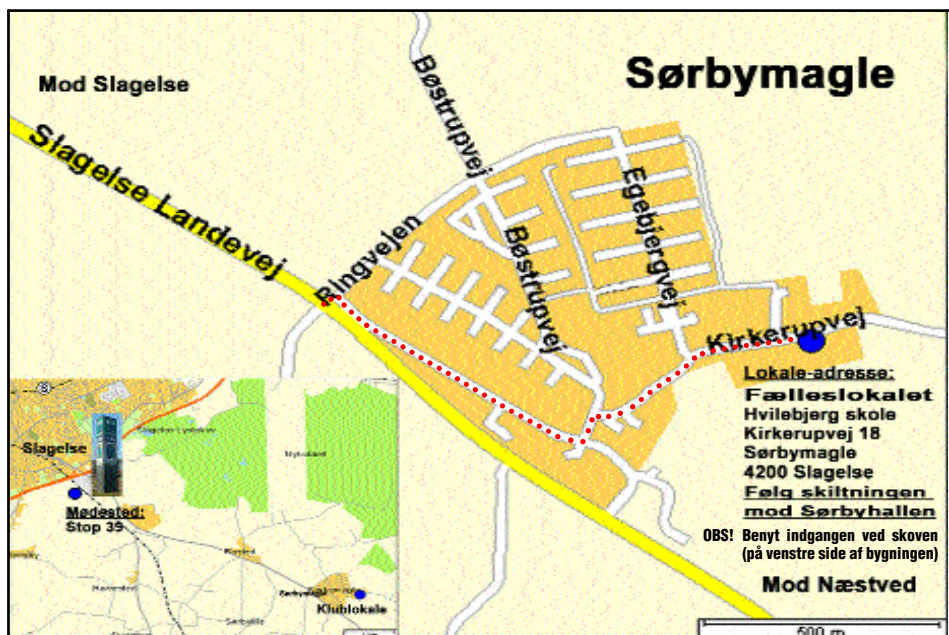 Sørbymagle
Mod Slagelse
Bøstrupvej
Slagelse Landevej
Ringvejen
Bøstrupvej
Egebjergvej
Kirkerupvej
Lokale-adresse:
Fælleslokalet
Hvilebjerg skole
Kirkerupvej 18
Sørbymagle
4200 Slagelse
Følg skiltningen
mod Sørbyhallen
OBS! Benyt indgangen ved skoven
(på venstre side af bygningen)
Mod Næstved
500 m
Slagelse
Mødested:
Stop 39
Klublokale